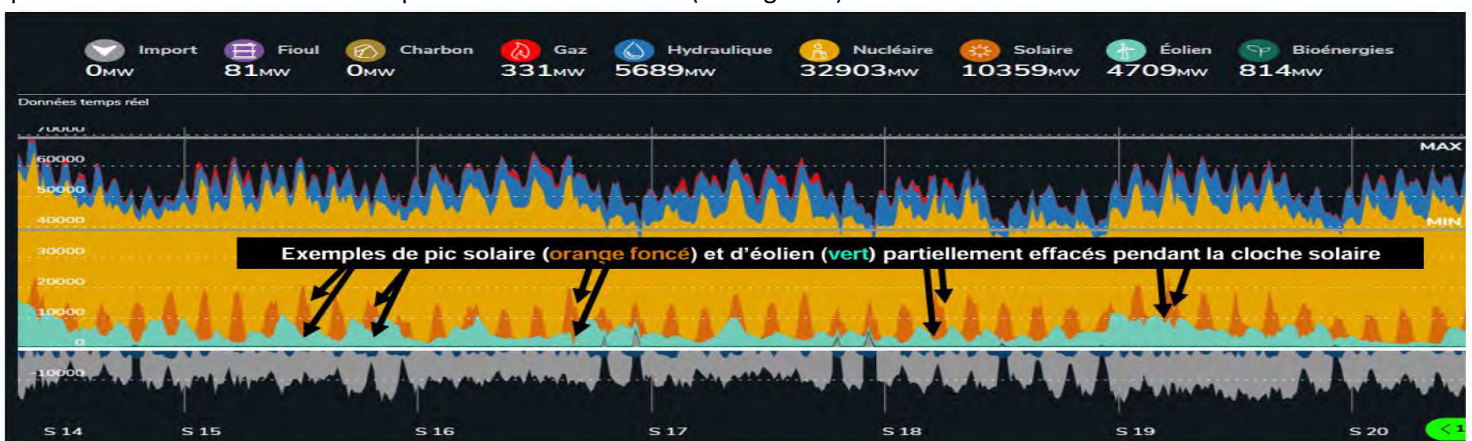 Import Fioul Charbon Gaz Hydraulique Nucléaire Solaire Éolien Bioénergies
0MW 81MW 0MW 331MW 5689MW 32903MW 10359MW 4709MW 814MW
Données temps réel
70000
MAX
60000
50000
40000
MIN
30000
Exemples de pic solaire (orange foncé) et d'éolien (vert) partiellement effacés pendant la cloche solaire
20000
10000
0
-10000
S 14 S 15 S 16 S 17 S 18 S 19 S 20 < 1